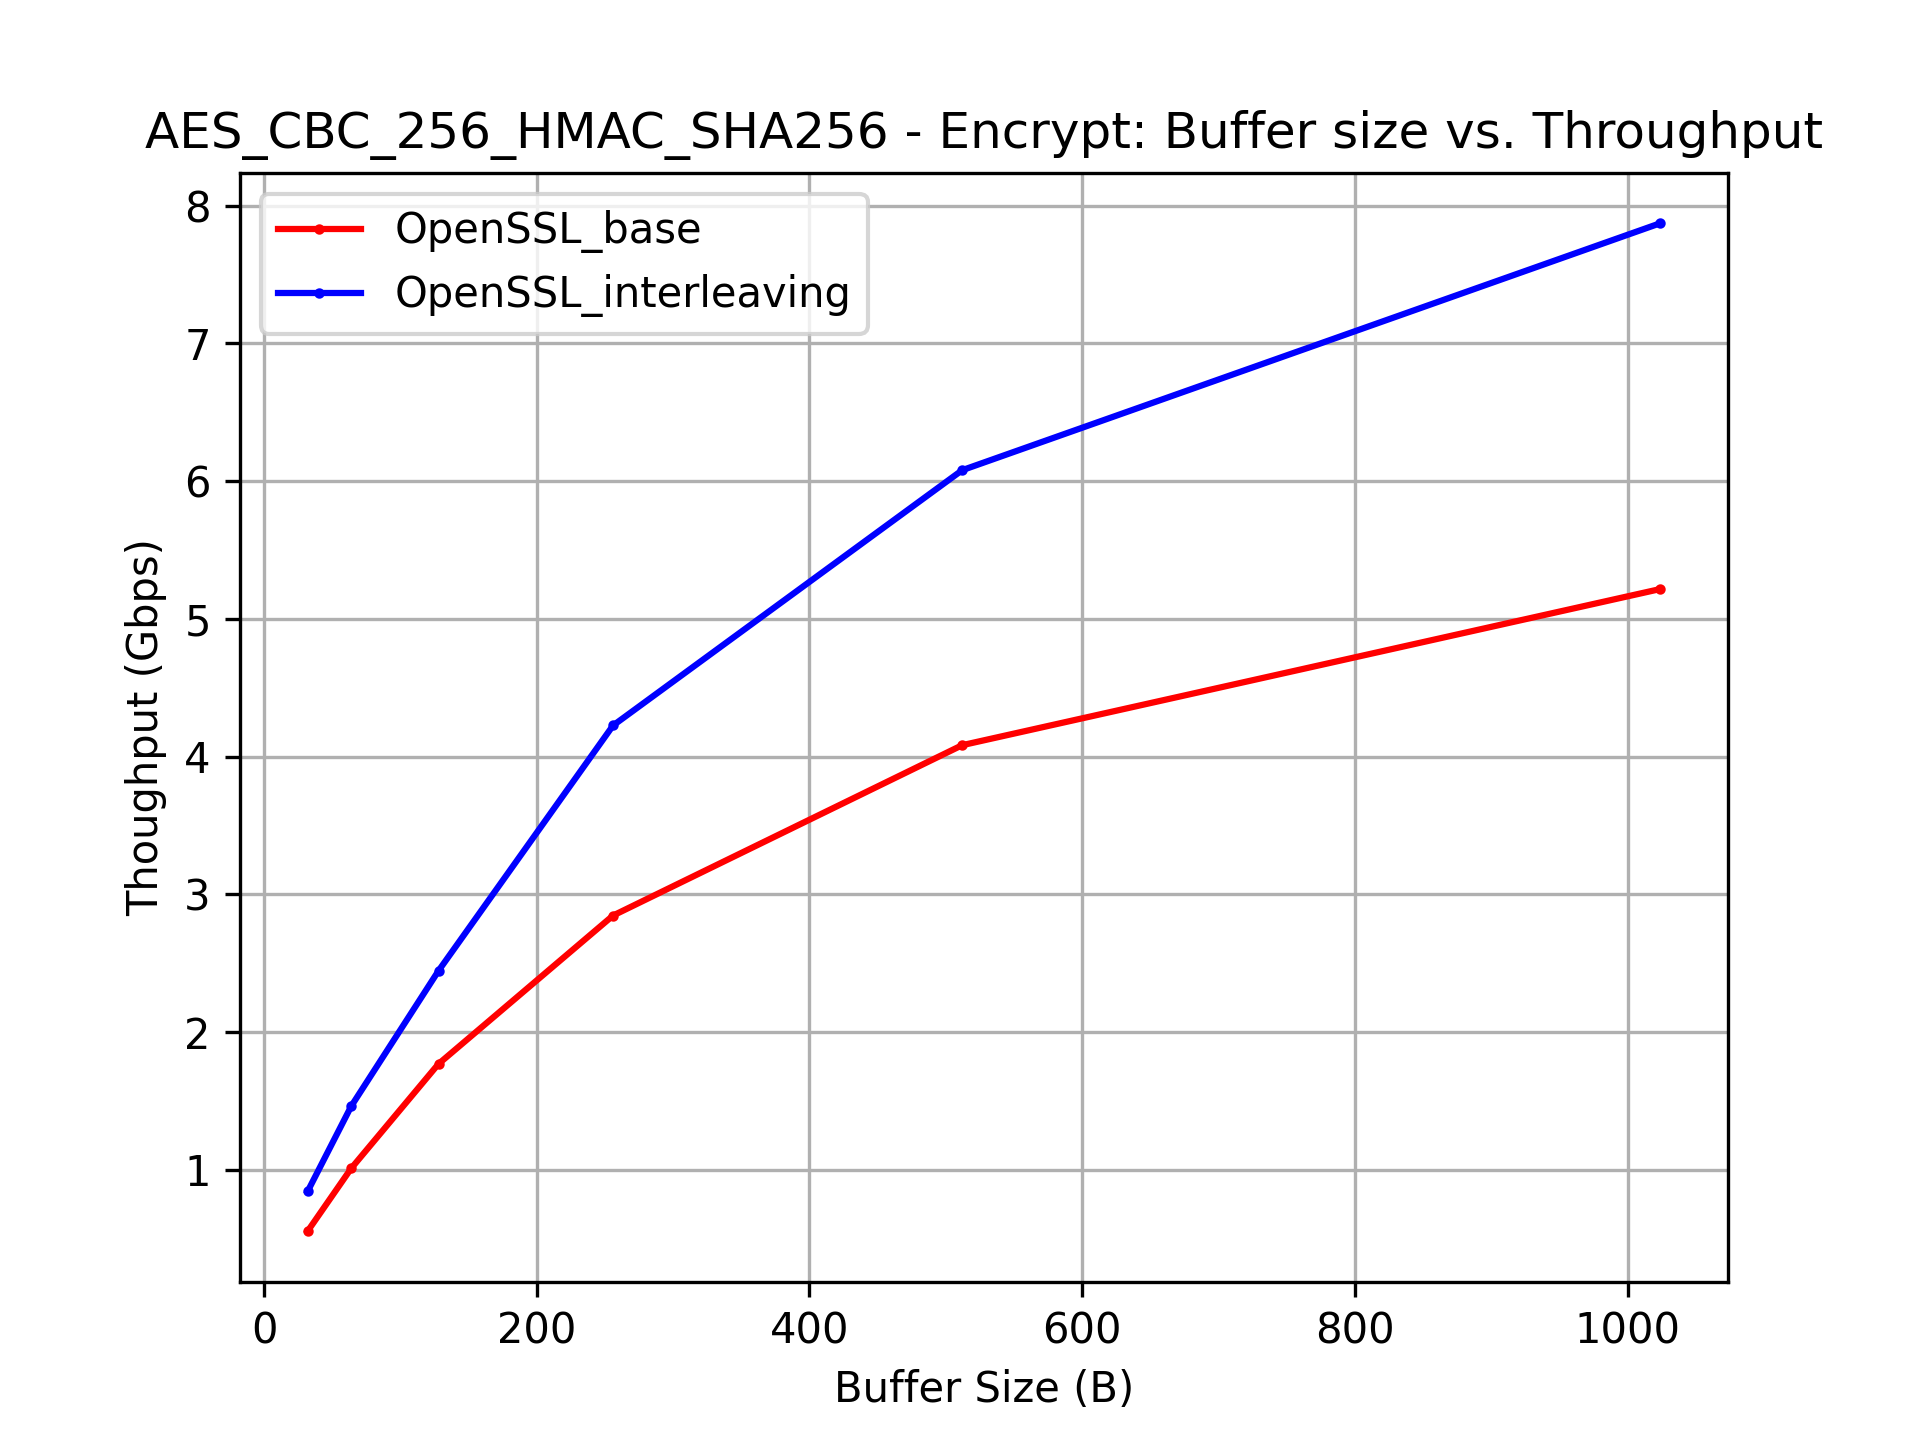 AES_CBC_256_HMAC_SHA256 - Encrypt: Buffer size vs. Throughput
OpenSSL_base
OpenSSL_interleaving
8
7
6
5
4
3
2
1
Thoughput (Gbps)
0 200 400 600 800 1000
Buffer Size (B)